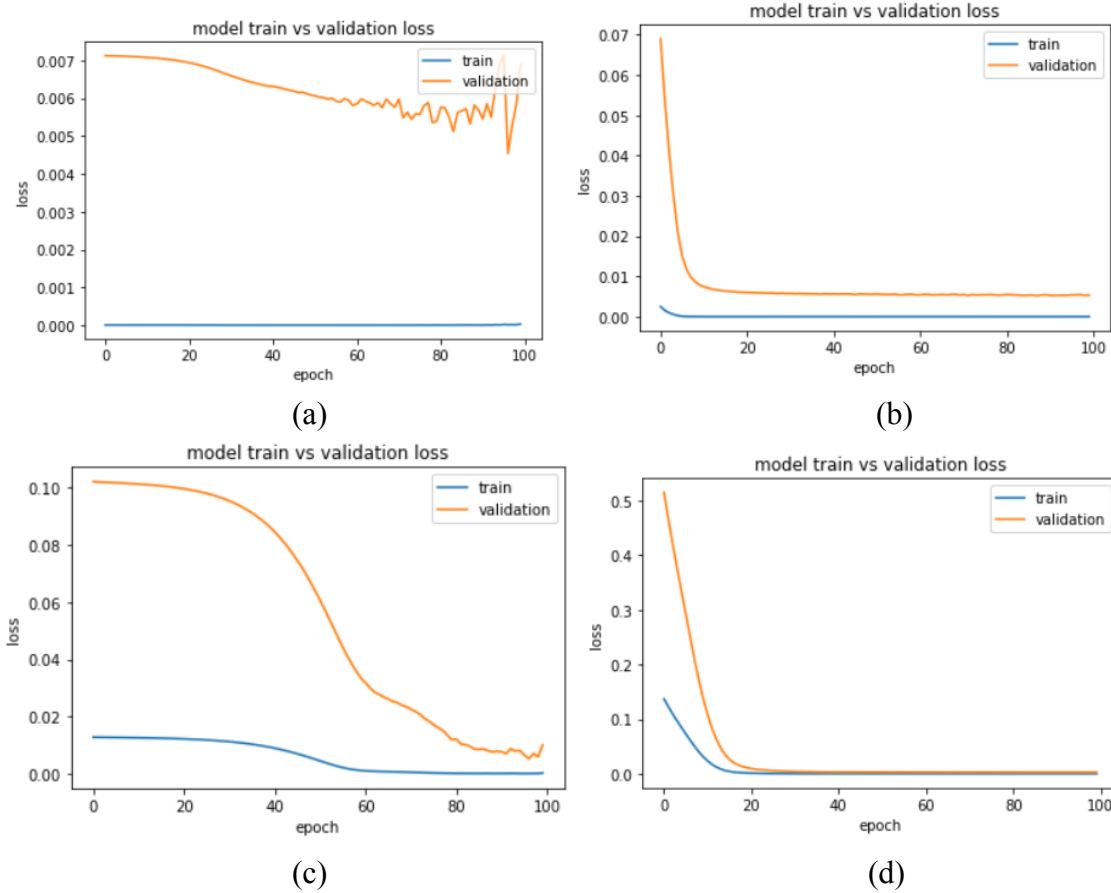 model train vs validation loss
train
validation
0.007
0.006
0.005
0.004
0.003
0.002
0.001
0.000
loss
0 20 40 60 80 100
epoch
(a)
model train vs validation loss
train
validation
0.07
0.06
0.05
0.04
0.03
0.02
0.01
0.00
loss
0 20 40 60 80 100
epoch
(b)
model train vs validation loss
train
validation
0.10
0.08
0.06
0.04
0.02
0.00
loss
0 20 40 60 80 100
epoch
(c)
model train vs validation loss
train
validation
0.5
0.4
0.3
0.2
0.1
0.0
loss
0 20 40 60 80 100
epoch
(d)